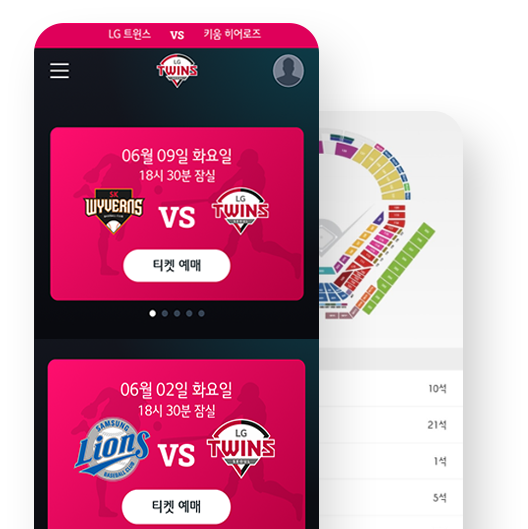 LG 트윈스 VS 키움 히어로즈
LG
TWINS
06월 09일 화요일
18시 30분 잠실
SK
WYVERNS
VS
LG
TWINS
SEOUL
티켓 예매
06월 02일 화요일
18시 30분 잠실
SAMSUNG
Lions
BASEBALL CLUB
VS
LG
TWINS
SEOUL
티켓 예매
10석
21석
1석
5석